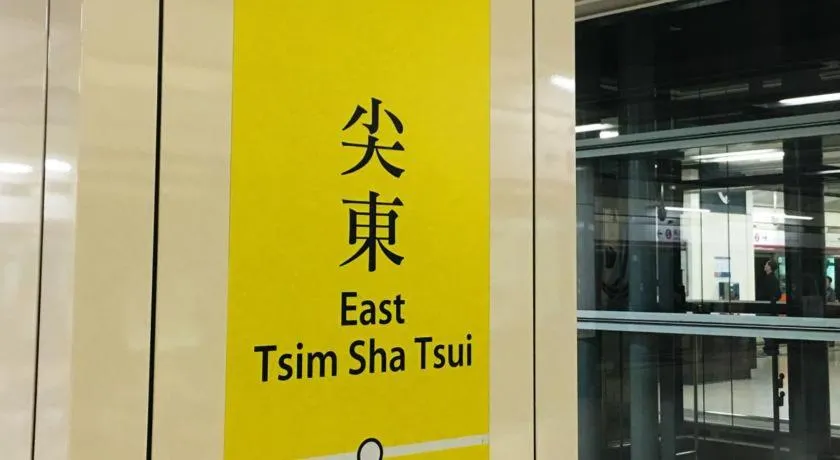 尖東
East
Tsim Sha Tsui